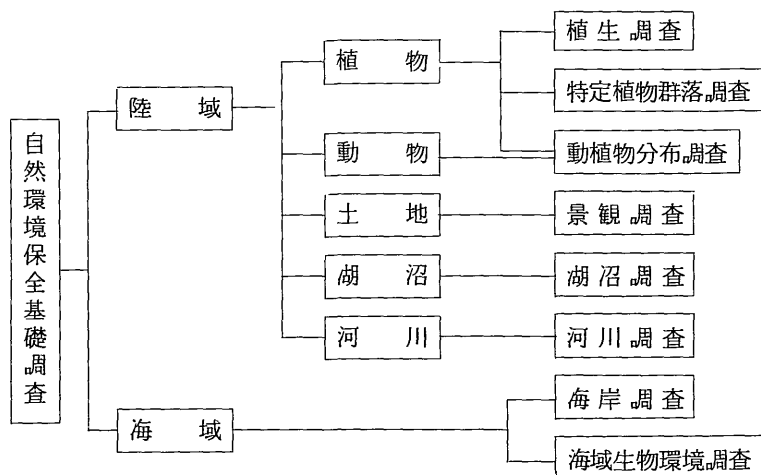 自然環境保全基礎調査
陸域
植物
植生調査
特定植物群落調査
動物
動植物分布調査
土地
景観調査
湖沼
湖沼調査
河川
河川調査
海域
海岸調査
海域生物環境調査